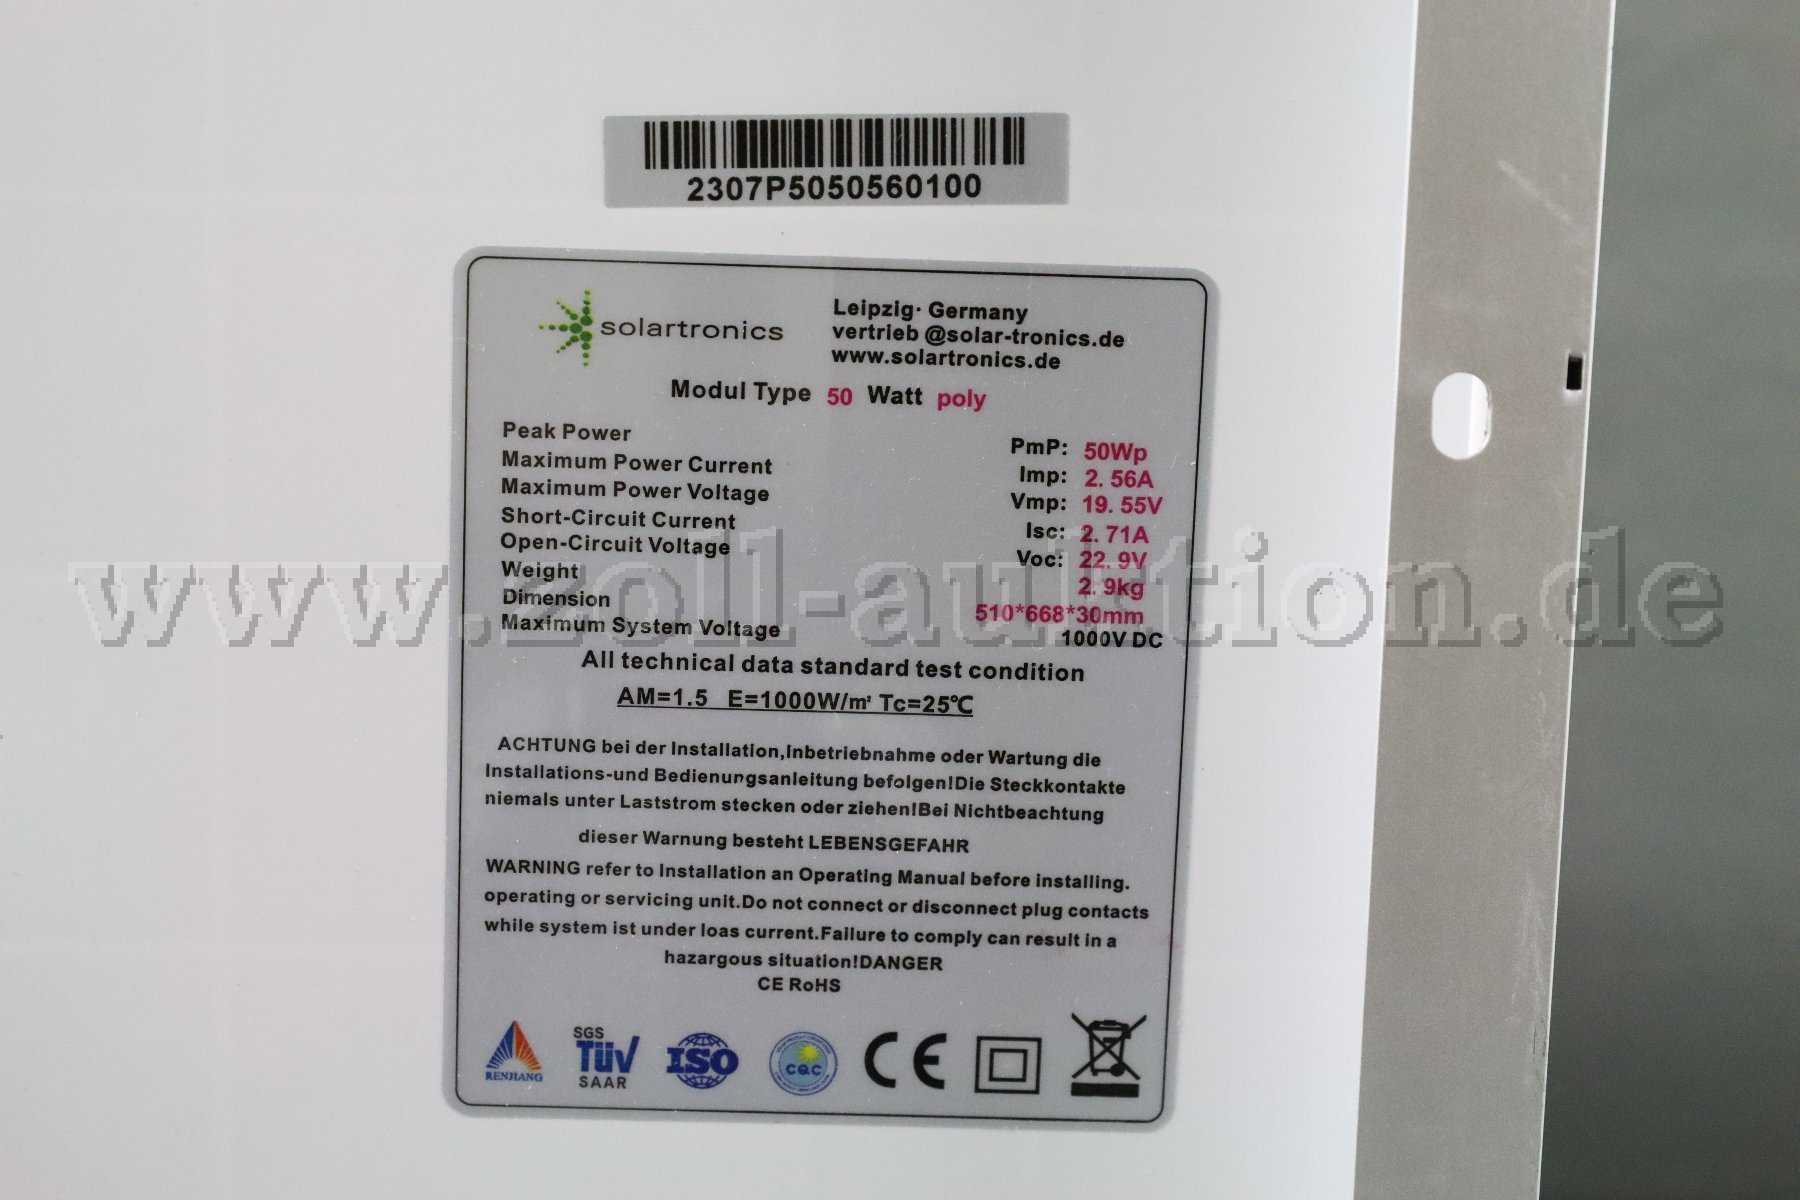 2307P5050560100
solartronics
Leipzig· Germany
vertrieb @solar-tronics.de
www.solartronics.de
Modul Type 50 Watt poly
Peak Power PmP: 50Wp
Maximum Power Current Imp: 2. 56A
Maximum Power Voltage Vmp: 19. 55V
Short-Circuit Current Isc: 2. 71A
Open-Circuit Voltage Voc: 22. 9V
Weight 2. 9kg
Dimension 510*668*30mm
Maximum System Voltage 1000V DC
www.zoll-auktion.de
All technical data standard test condition
AM=1.5 E=1000W/㎡ Tc=25℃
ACHTUNG bei der Installation,Inbetriebnahme oder Wartung die
Installations-und Bedienungsanleitung befolgen!Die Steckkontakte
niemals unter Laststrom stecken oder ziehen!Bei Nichtbeachtung
dieser Warnung besteht LEBENSGEFAHR
WARNING refer to Installation an Operating Manual before installing.
operating or servicing unit.Do not connect or disconnect plug contacts
while system ist under loas current.Failure to comply can result in a
hazargous situation!DANGER
CE RoHS
RENJIANG
SGS
TÜV
SAAR
ISO
CQC
CE